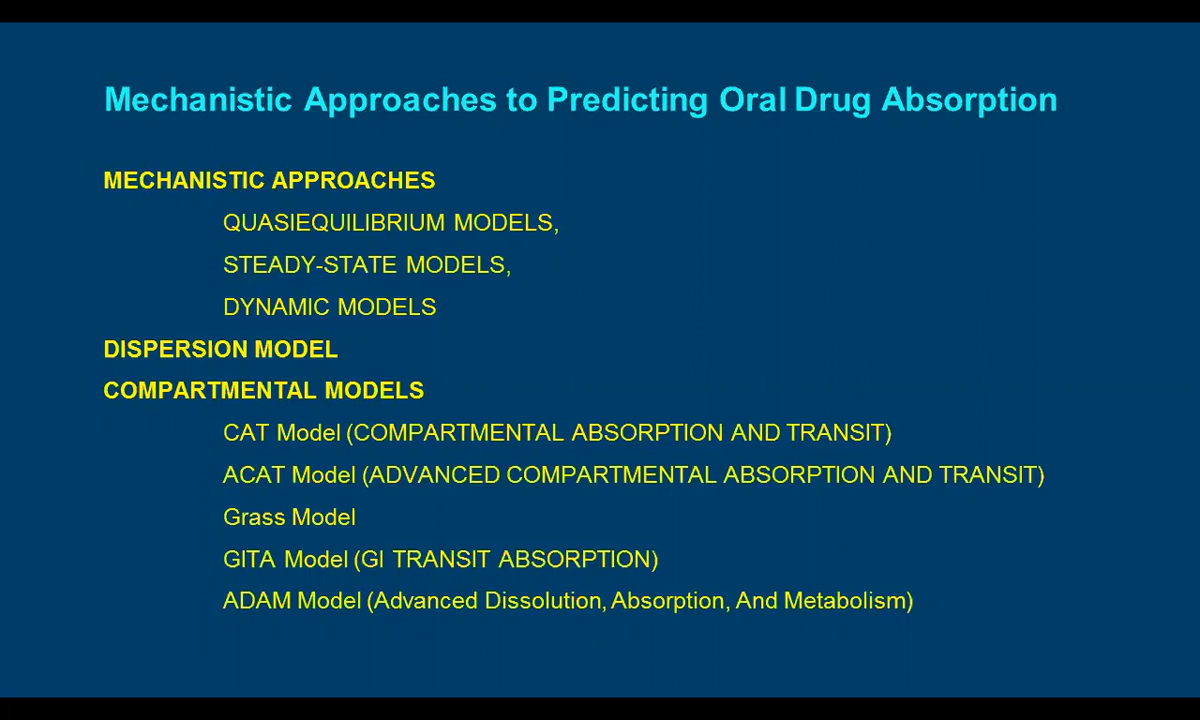 Mechanistic Approaches to Predicting Oral Drug Absorption
MECHANISTIC APPROACHES
QUASIEQUILIBRIUM MODELS,
STEADY-STATE MODELS,
DYNAMIC MODELS
DISPERSION MODEL
COMPARTMENTAL MODELS
CAT Model (COMPARTMENTAL ABSORPTION AND TRANSIT)
ACAT Model (ADVANCED COMPARTMENTAL ABSORPTION AND TRANSIT)
Grass Model
GITA Model (GI TRANSIT ABSORPTION)
ADAM Model (Advanced Dissolution, Absorption, And Metabolism)